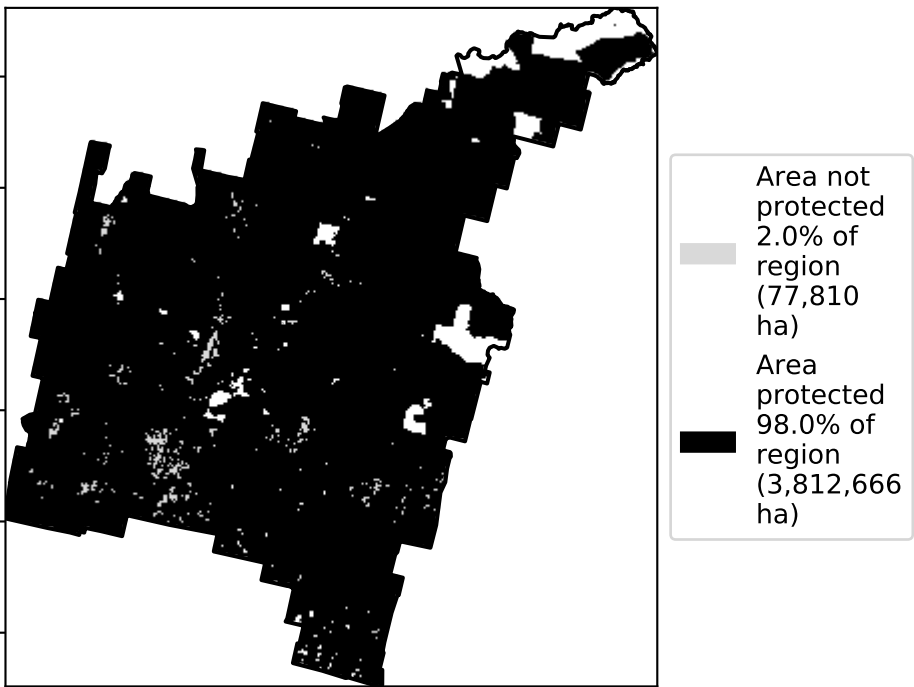 Area not
protected
2.0% of
region
(77,810
ha)
Area
protected
98.0% of
region
(3,812,666
ha)